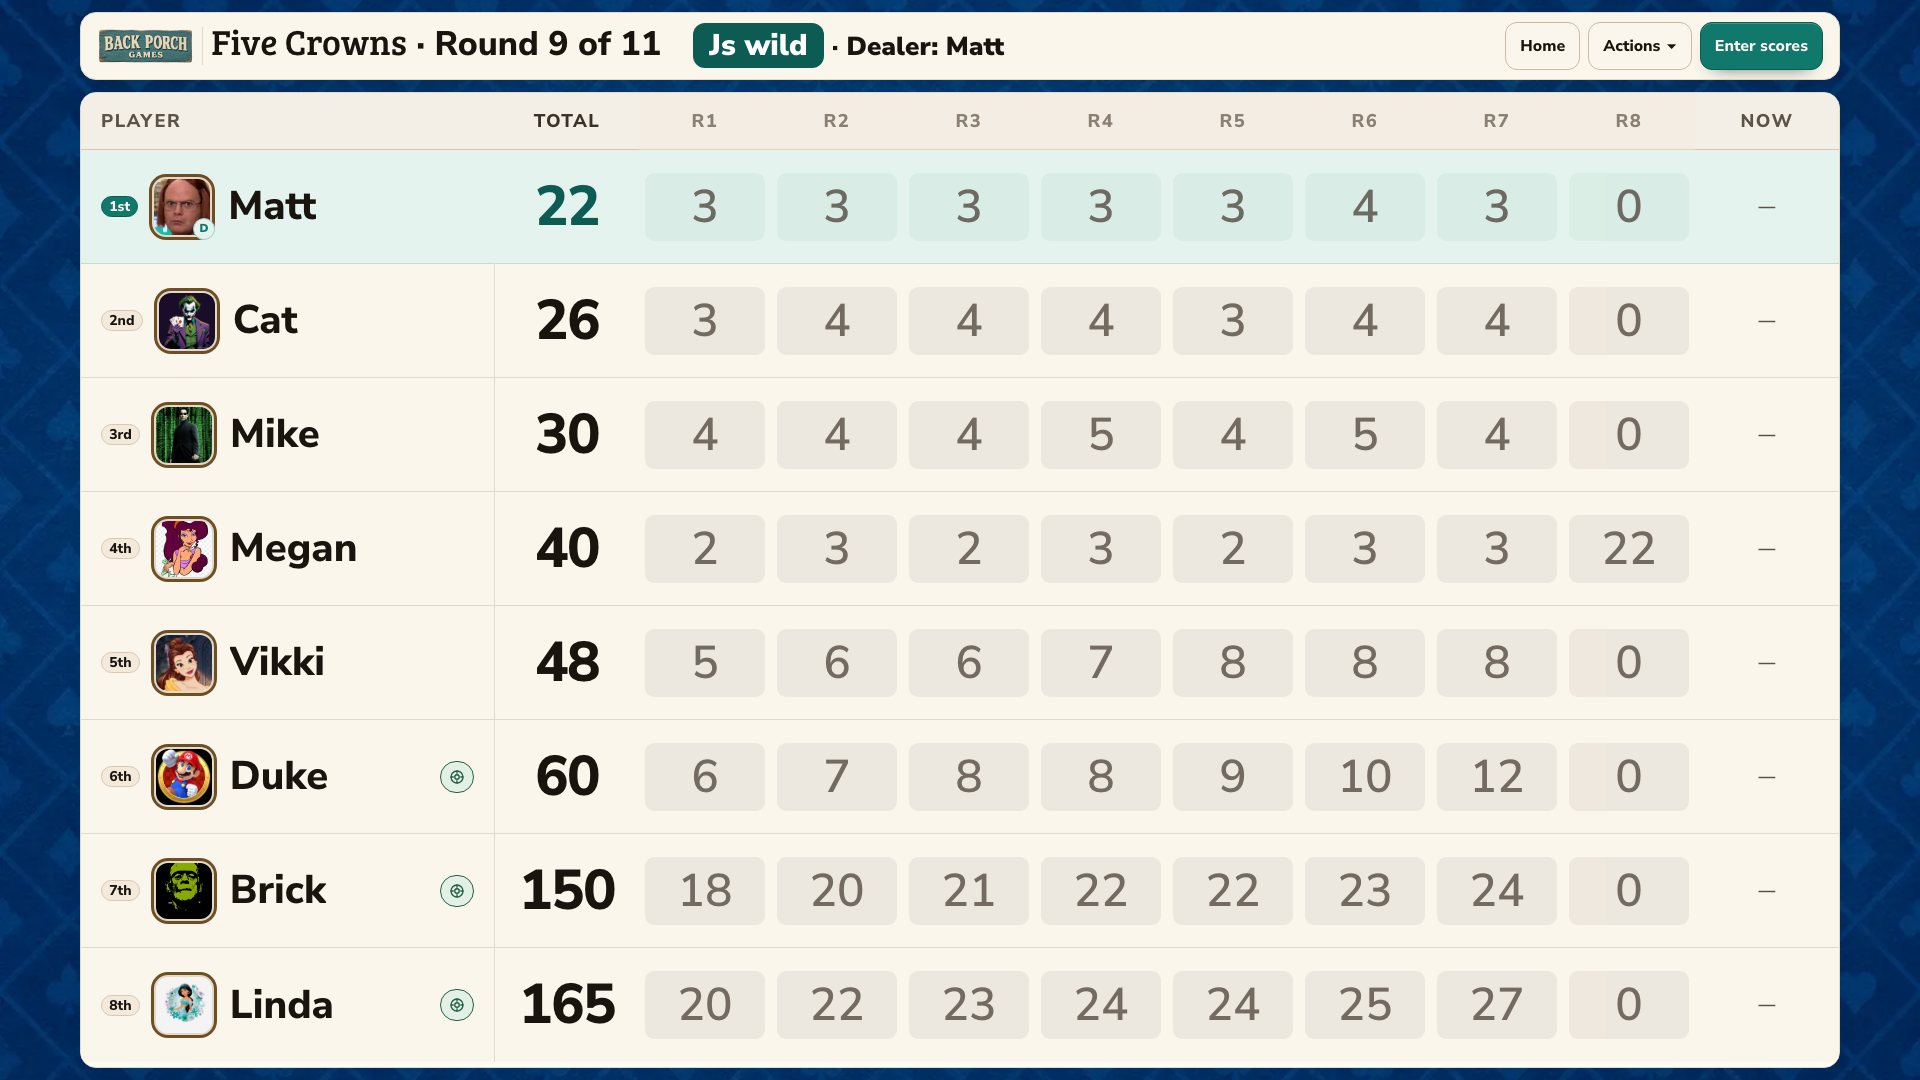 BACK PORCH
GAMES
Five Crowns · Round 9 of 11 Js wild · Dealer: Matt
Home Actions Enter scores
PLAYER TOTAL R1 R2 R3 R4 R5 R6 R7 R8 NOW
1st D Matt 22 3 3 3 3 3 4 3 0 —
2nd Cat 26 3 4 4 4 3 4 4 0 —
3rd Mike 30 4 4 4 5 4 5 4 0 —
4th Megan 40 2 3 2 3 2 3 3 22 —
5th Vikki 48 5 6 6 7 8 8 8 0 —
6th Duke 60 6 7 8 8 9 10 12 0 —
7th Brick 150 18 20 21 22 22 23 24 0 —
8th Linda 165 20 22 23 24 24 25 27 0 —